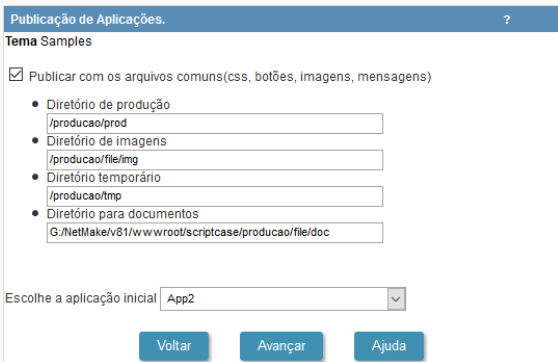 Publicação de Aplicações. ?
Tema Samples
Publicar com os arquivos comuns(css, botões, imagens, mensagens)
Diretório de produção
/producao/prod
Diretório de imagens
/producao/file/img
Diretório temporário
/producao/tmp
Diretório para documentos
G:/NetMake/v81/wwwroot/scriptcase/producao/file/doc
Escolhe a aplicação inicial App2
Voltar Avançar Ajuda